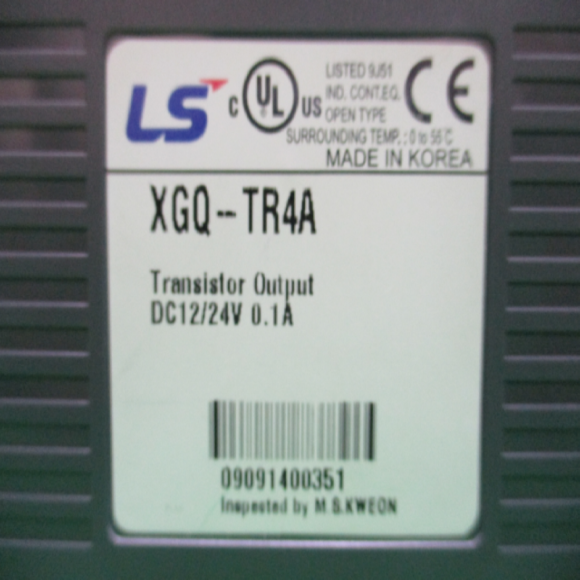 LS
C UL US
LISTED 9J51
IND. CONT.EQ.
OPEN TYPE
CE
SURROUNDING TEMP. : 0 to 55°C
MADE IN KOREA
XGQ-TR4A
Transistor Output
DC12/24V 0.1A
09091400351
Inspected by M.S.KWEON